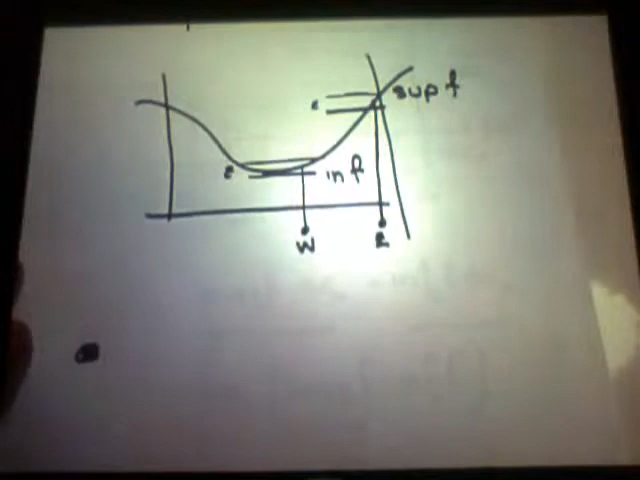 sup f
ε
ε inf
w z